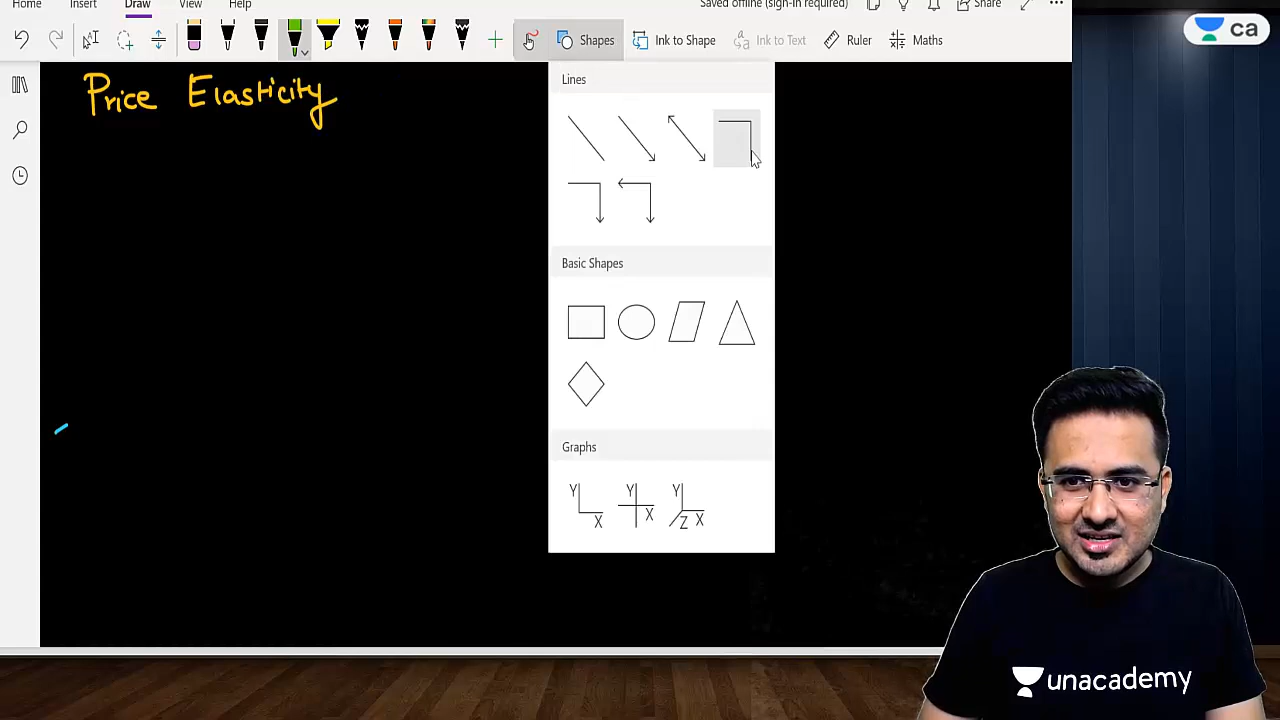 Home Insert Draw View Help Saved offline (sign-in required) Share
Shapes Ink to Shape Ink to Text Ruler Maths
ca
Price Elasticity
Lines
Basic Shapes
Graphs
Y X Y X Y Z X
unacademy